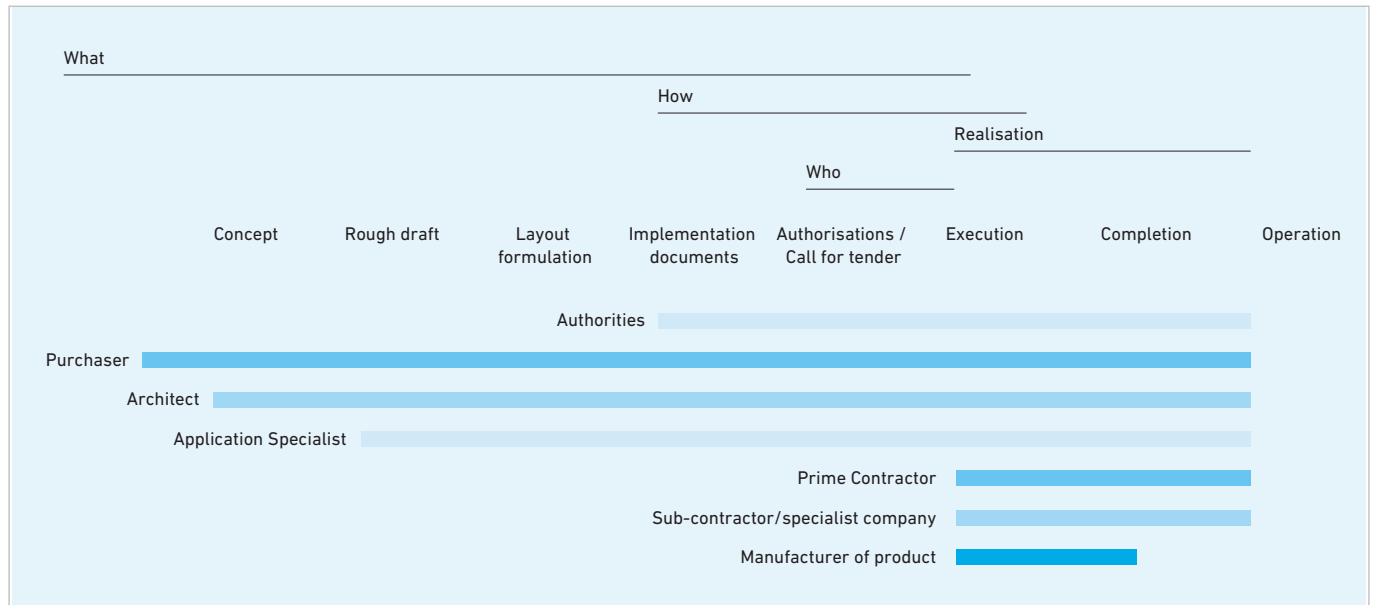 What
How
Realisation
Who
Concept
Rough draft
Layout
formulation
Implementation
documents
Authorisations /
Call for tender
Execution
Completion
Operation
Authorities
Purchaser
Architect
Application Specialist
Prime Contractor
Sub-contractor/specialist company
Manufacturer of product